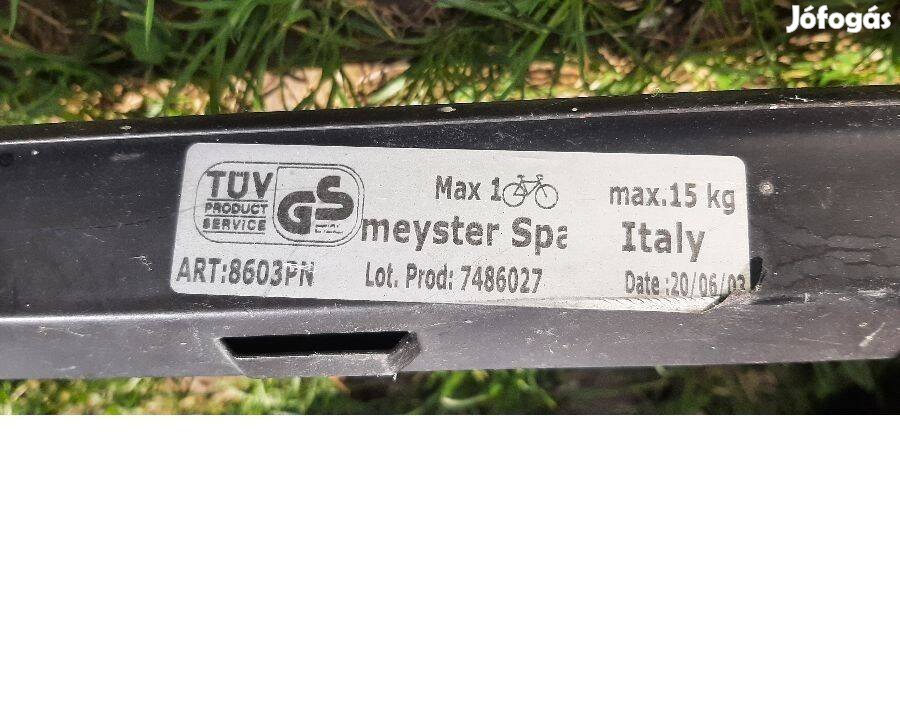 Jófogás
TÜV
PRODUCT
SERVICE
GS
Max 1
max.15 kg
meyster Spa
Italy
ART:8603PN
Lot. Prod: 7486027
Date :20/06/03